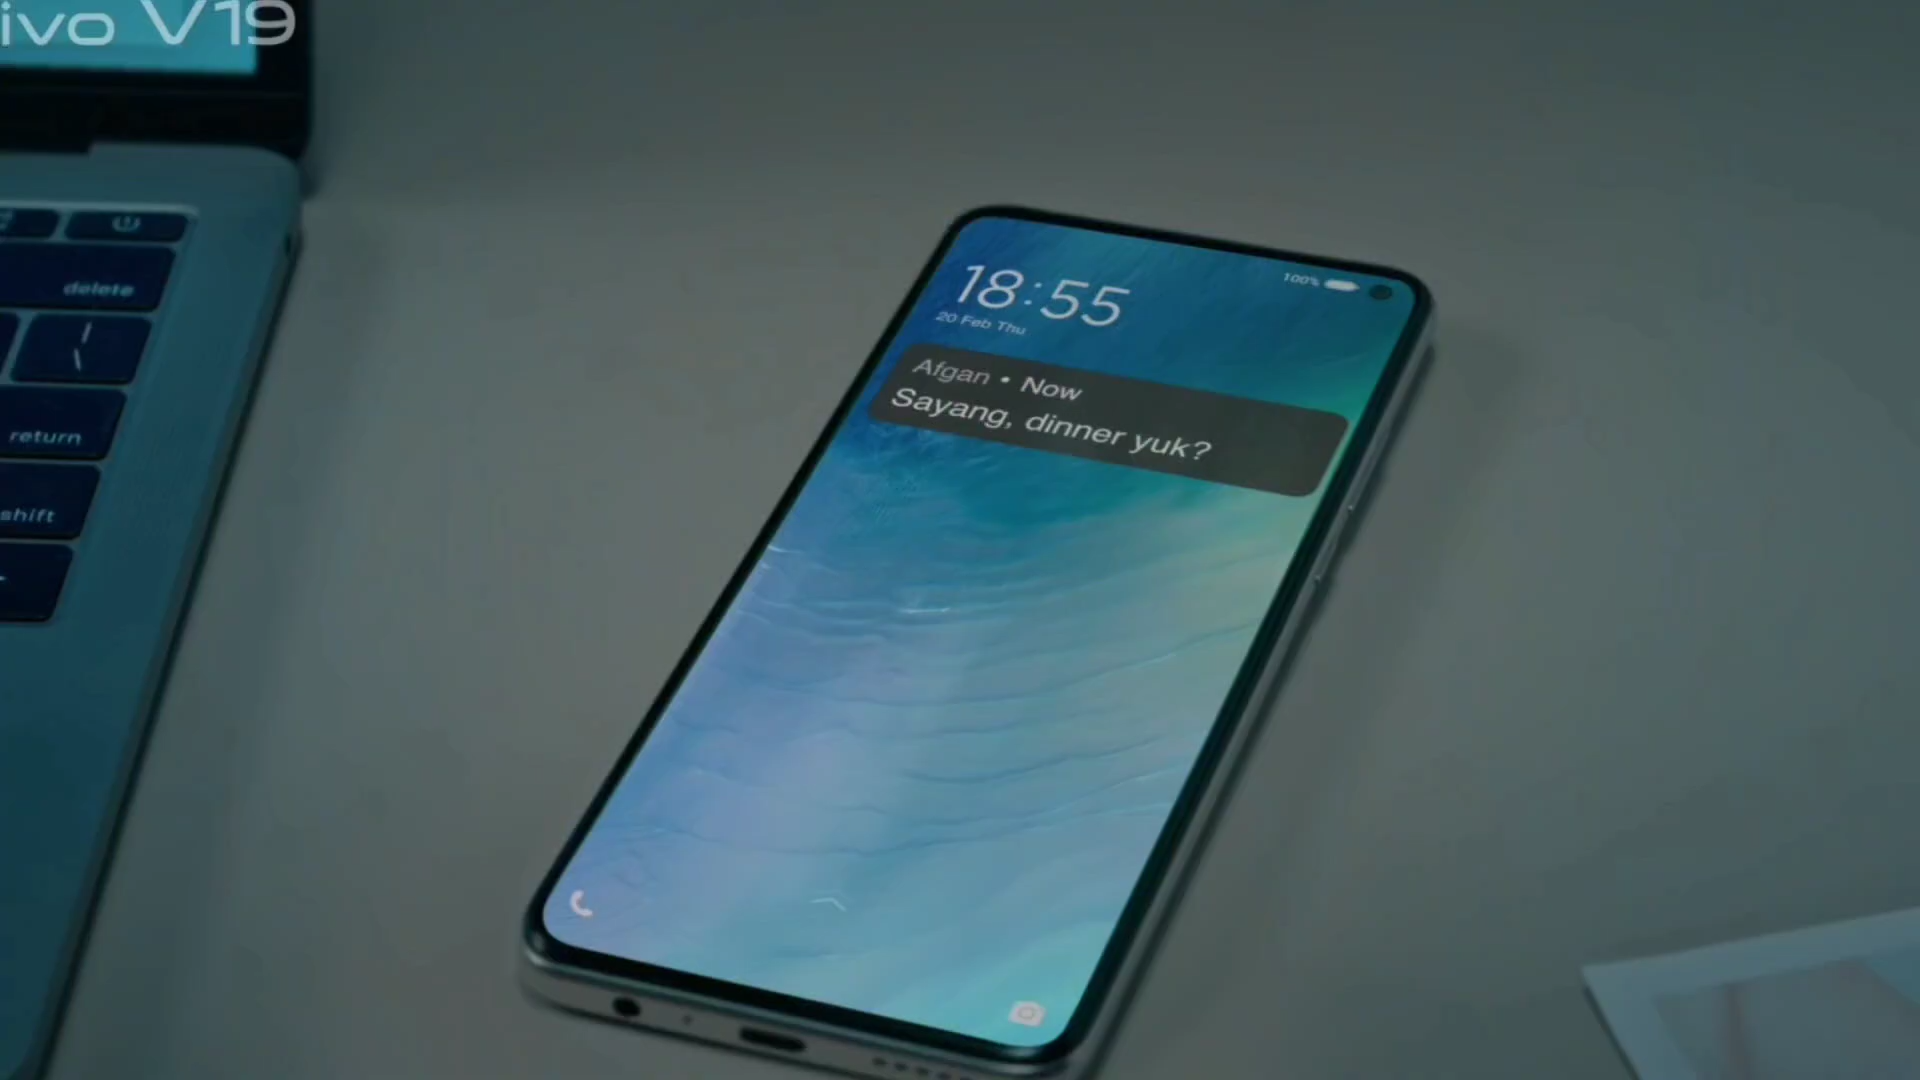 ivo V19
delete
return
shift
18:55
20 Feb Thu
100%
Afgan • Now
Sayang, dinner yuk?